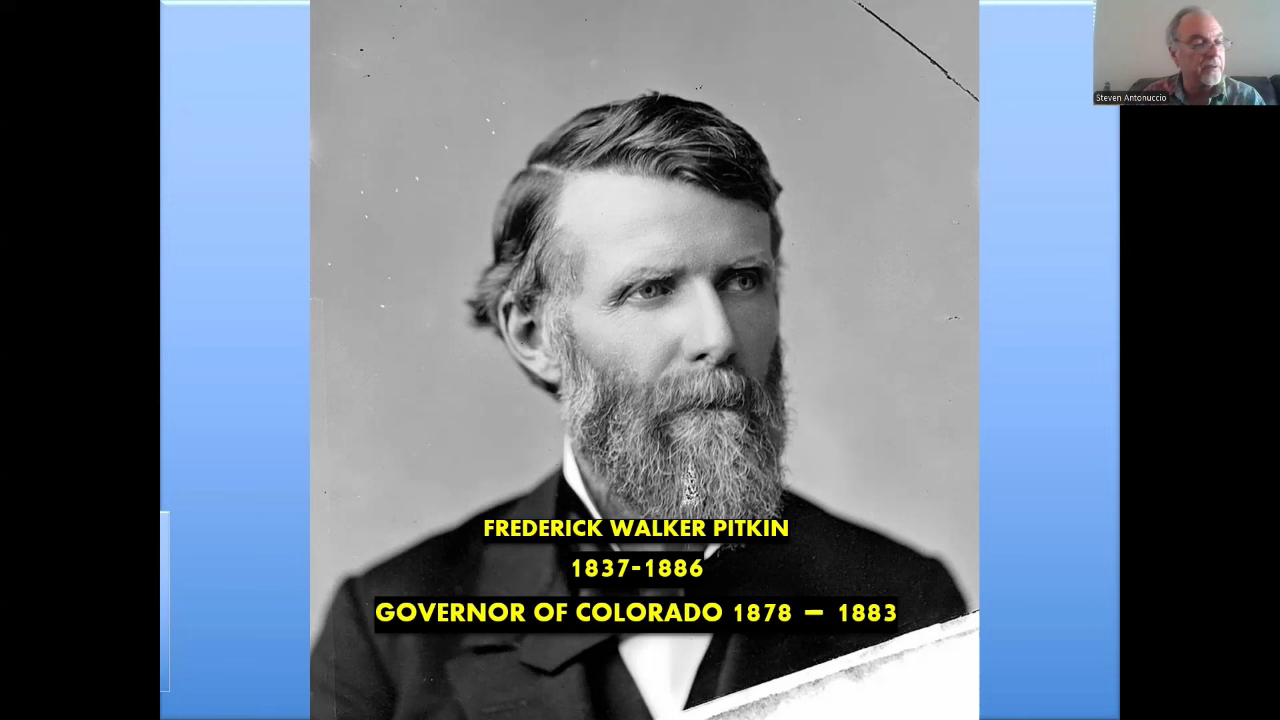 Steven Antonuccio
FREDERICK WALKER PITKIN
1837-1886
GOVERNOR OF COLORADO 1878 – 1883